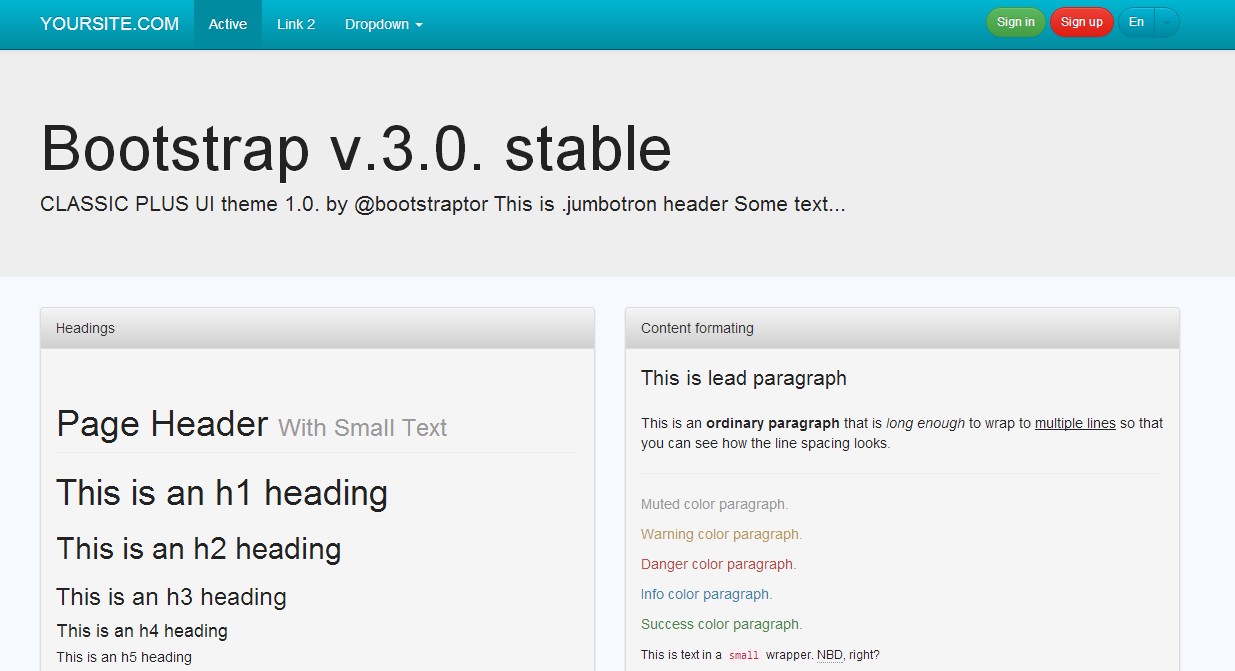 YOURSITE.COM Active Link 2 Dropdown Sign in Sign up En
Bootstrap v.3.0. stable
CLASSIC PLUS UI theme 1.0. by @bootstraptor This is .jumbotron header Some text...
Headings
Page Header With Small Text
This is an h1 heading
This is an h2 heading
This is an h3 heading
This is an h4 heading
This is an h5 heading
Content formating
This is lead paragraph
This is an ordinary paragraph that is long enough to wrap to multiple lines so that
you can see how the line spacing looks.
Muted color paragraph.
Warning color paragraph.
Danger color paragraph.
Info color paragraph.
Success color paragraph.
This is text in a small wrapper. NBD, right?